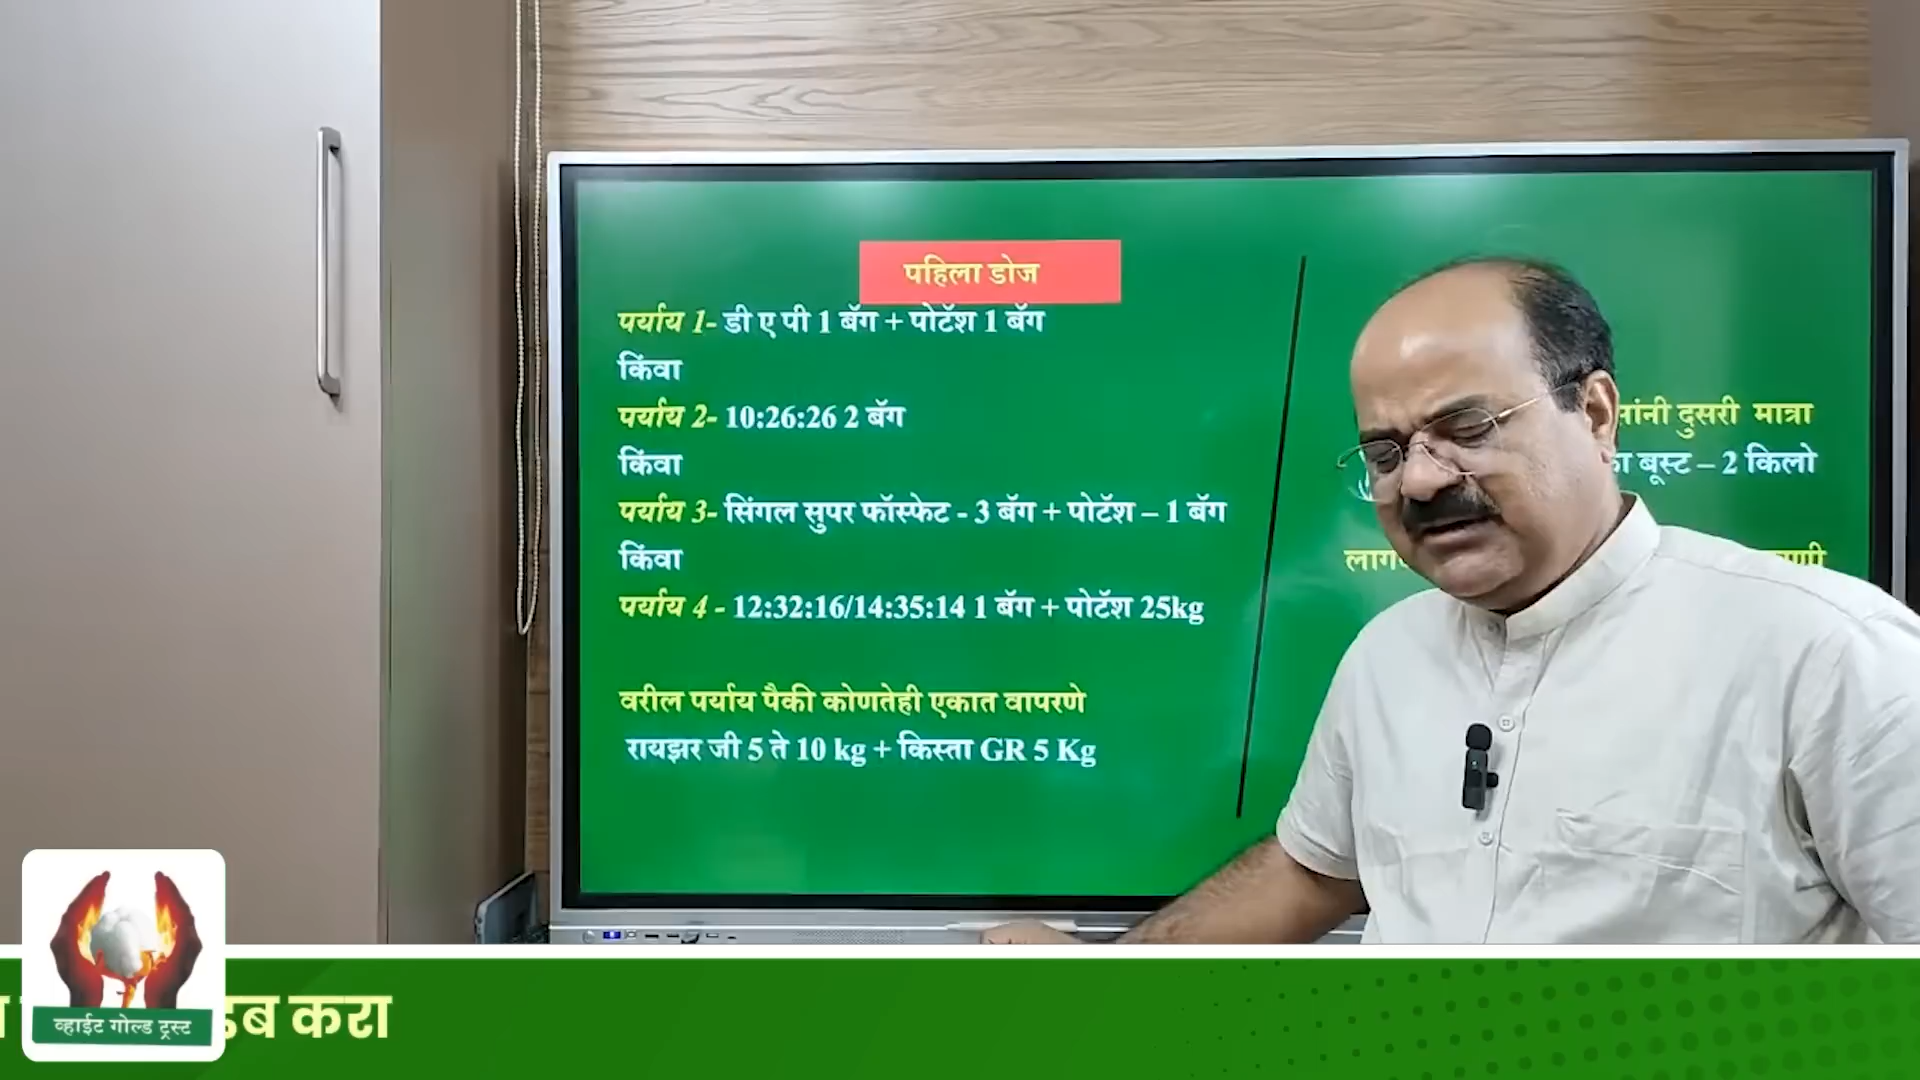 पहिला डोज
पर्याय 1- डी ए पी 1 बॅग + पोटॅश 1 बॅग
किंवा
पर्याय 2- 10:26:26 2 बॅग
किंवा
पर्याय 3- सिंगल सुपर फॉस्फेट - 3 बॅग + पोटॅश – 1 बॅग
किंवा
पर्याय 4 - 12:32:16/14:35:14 1 बॅग + पोटॅश 25kg
वरील पर्याय पैकी कोणतेही एकात वापरणे
रायझर जी 5 ते 10 kg + किस्ता GR 5 Kg
दुसरी मात्रा
बूस्ट – 2 किलो
करा
व्हाईट गोल्ड ट्रस्ट